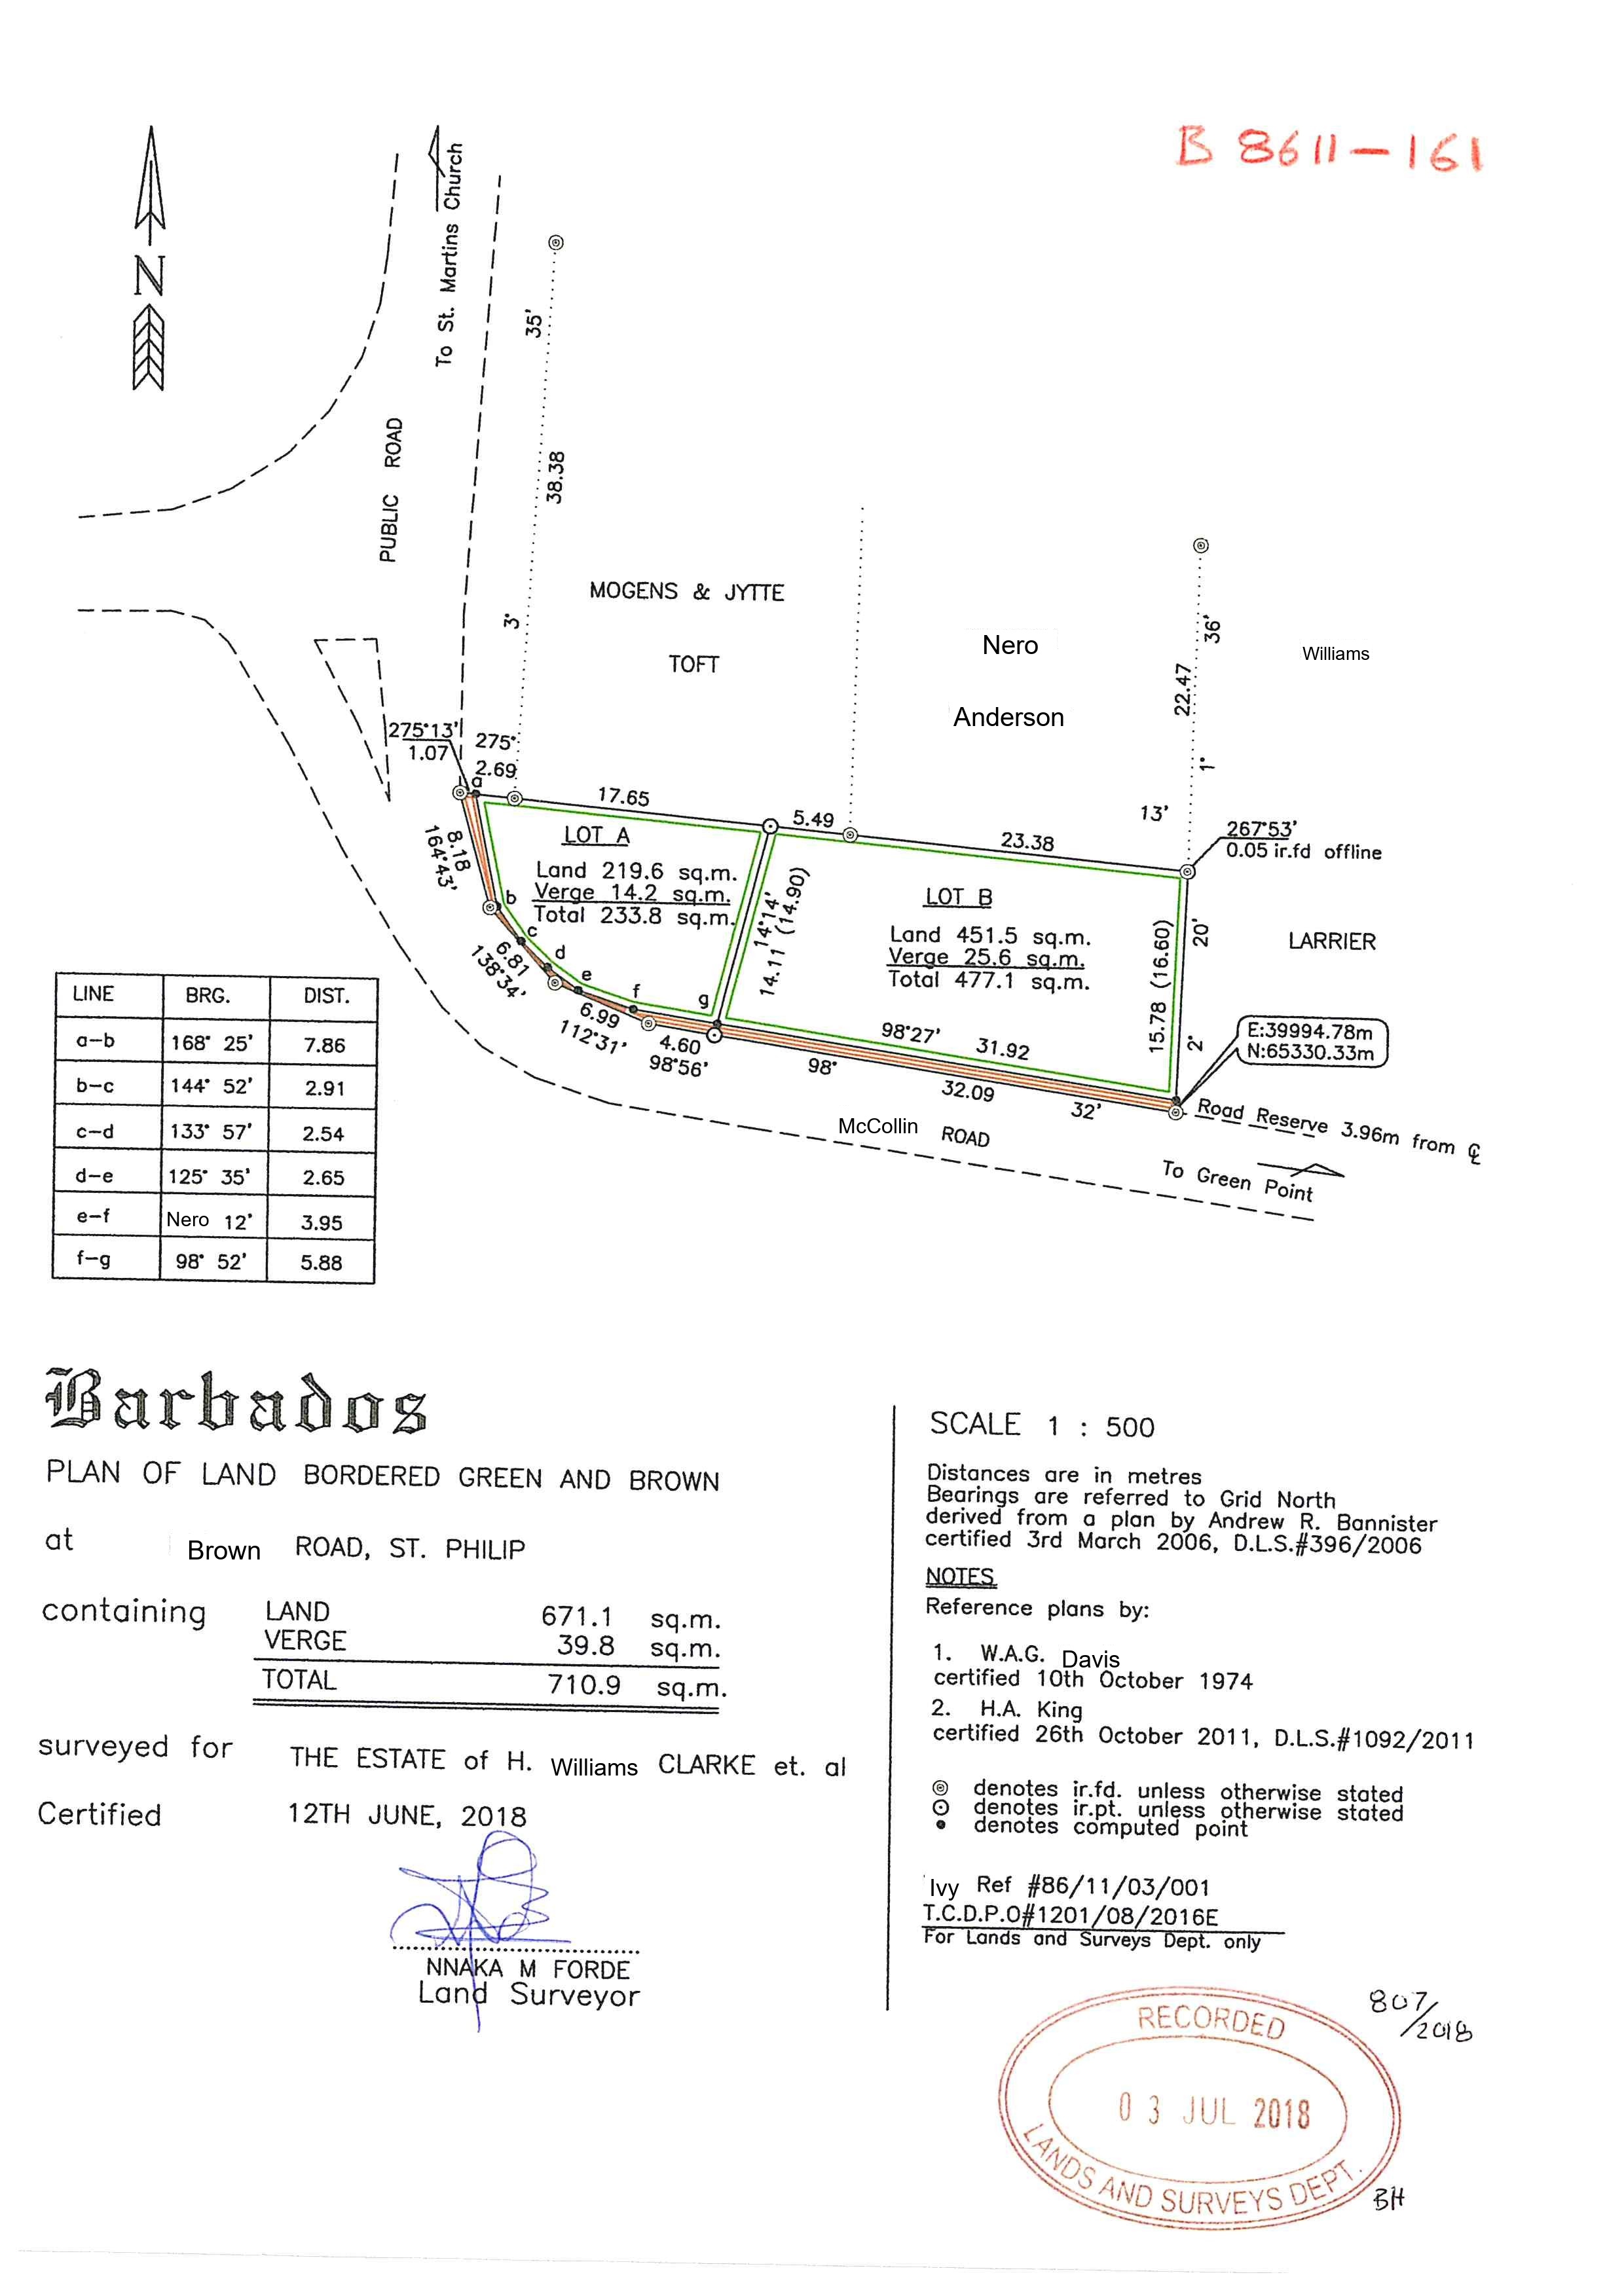 B 8611-161
N
To St. Martins Church
PUBLIC ROAD
35'
38.38
3°
MOGENS & JYTTE
TOFT
Nero
Anderson
Williams
36'
22.47
1°
275°13'
1.07
275°
2.69
a
17.65
5.49
23.38
13'
267°53'
0.05 ir.fd offline
LOT A
Land 219.6 sq.m.
Verge 14.2 sq.m.
Total 233.8 sq.m.
8.18
164°43'
b
c
d
e
f
g
6.81
138°34'
6.99
112°31'
4.60
98°56'
14°14'
14.11 (14.90)
LOT B
Land 451.5 sq.m.
Verge 25.6 sq.m.
Total 477.1 sq.m.
LARRIER
20'
15.78 (16.60)
2°
98°27'
31.92
98°
32.09
32'
E:39994.78m
N:65330.33m
Road Reserve 3.96m from ℄
McCollin ROAD
To Green Point
LINE BRG. DIST.
a-b 168° 25' 7.86
b-c 144° 52' 2.91
c-d 133° 57' 2.54
d-e 125° 35' 2.65
e-f Nero 12' 3.95
f-g 98° 52' 5.88
Barbados
PLAN OF LAND BORDERED GREEN AND BROWN
at Brown ROAD, ST. PHILIP
containing LAND 671.1 sq.m.
VERGE 39.8 sq.m.
TOTAL 710.9 sq.m.
surveyed for THE ESTATE of H. Williams CLARKE et. al
Certified 12TH JUNE, 2018
NNAKA M FORDE
Land Surveyor
SCALE 1 : 500
Distances are in metres
Bearings are referred to Grid North
derived from a plan by Andrew R. Bannister
certified 3rd March 2006, D.L.S.#396/2006
NOTES
Reference plans by:
1. W.A.G. Davis
certified 10th October 1974
2. H.A. King
certified 26th October 2011, D.L.S.#1092/2011
denotes ir.fd. unless otherwise stated
denotes ir.pt. unless otherwise stated
denotes computed point
Ivy Ref #86/11/03/001
T.C.D.P.O#1201/08/2016E
For Lands and Surveys Dept. only
807/2018
RECORDED
03 JUL 2018
LANDS AND SURVEYS DEPT.
BH